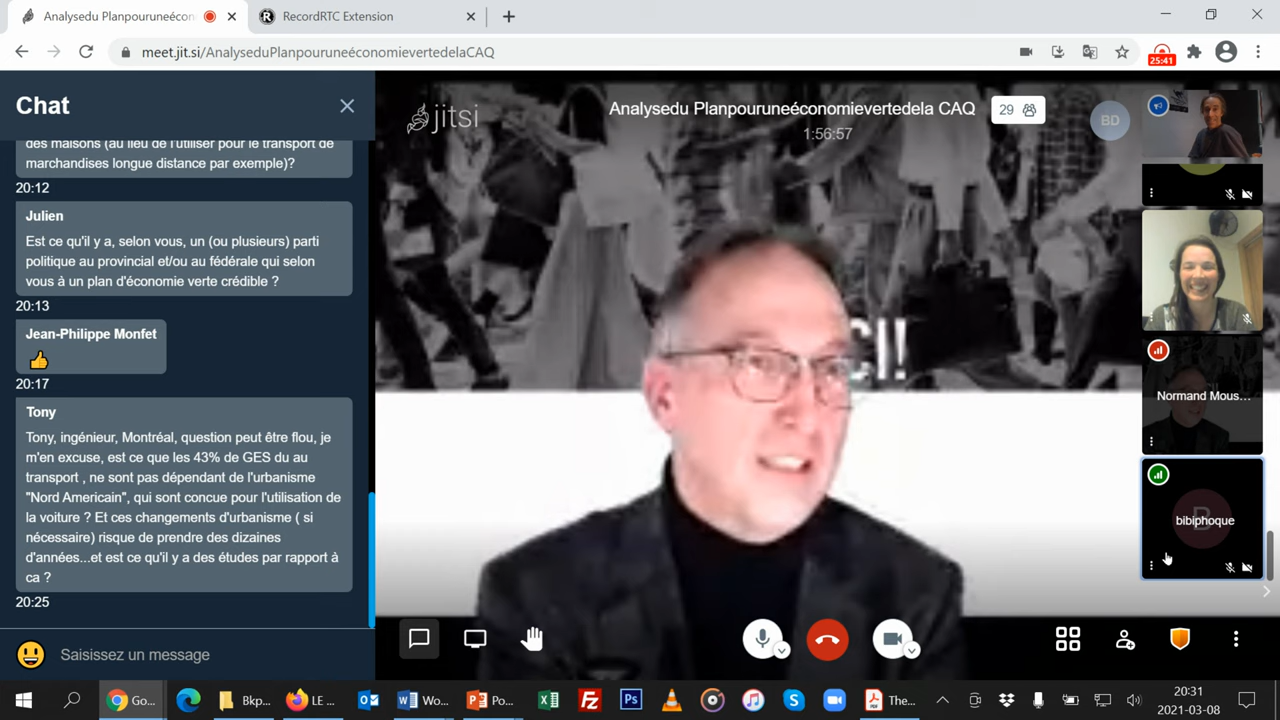 Analysedu Planpouruneécon
RecordRTC Extension
meet.jit.si/AnalyseduPlanpouruneéconomievertedelaCAQ
25:41
Chat
des maisons (au lieu de l'utiliser pour le transport de
marchandises longue distance par exemple)?
20:12
Julien
Est ce qu'il y a, selon vous, un (ou plusieurs) parti
politique au provincial et/ou au fédérale qui selon
vous à un plan d'économie verte crédible ?
20:13
Jean-Philippe Monfet
👍
20:17
Tony
Tony, ingénieur, Montréal, question peut être flou, je
m'en excuse, est ce que les 43% de GES du au
transport , ne sont pas dépendant de l'urbanisme
"Nord Americain", qui sont concue pour l'utilisation de
la voiture ? Et ces changements d'urbanisme ( si
nécessaire) risque de prendre des dizaines
d'années...et est ce qu'il y a des études par rapport à
ca ?
20:25
Saisissez un message
jitsi
Analysedu Planpouruneéconomievertedela CAQ
29
1:56:57
BD
CI!
Normand Mous...
B
bibiphoque
Go...
Bkp...
LE ...
Wo...
Po...
Ps
The...
20:31
2021-03-08